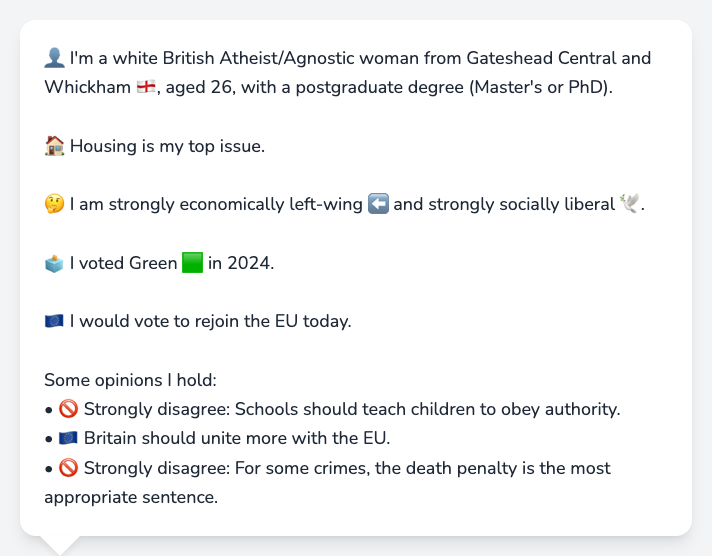 👤 I'm a white British Atheist/Agnostic woman from Gateshead Central and
Whickham 🏴󠁧󠁢󠁥󠁮󠁧󠁿, aged 26, with a postgraduate degree (Master's or PhD).
🏠 Housing is my top issue.
🤔 I am strongly economically left-wing ⬅️ and strongly socially liberal 🕊️.
🗳️ I voted Green 🟩 in 2024.
🇪🇺 I would vote to rejoin the EU today.
Some opinions I hold:
• 🚫 Strongly disagree: Schools should teach children to obey authority.
• 🇪🇺 Britain should unite more with the EU.
• 🚫 Strongly disagree: For some crimes, the death penalty is the most
appropriate sentence.